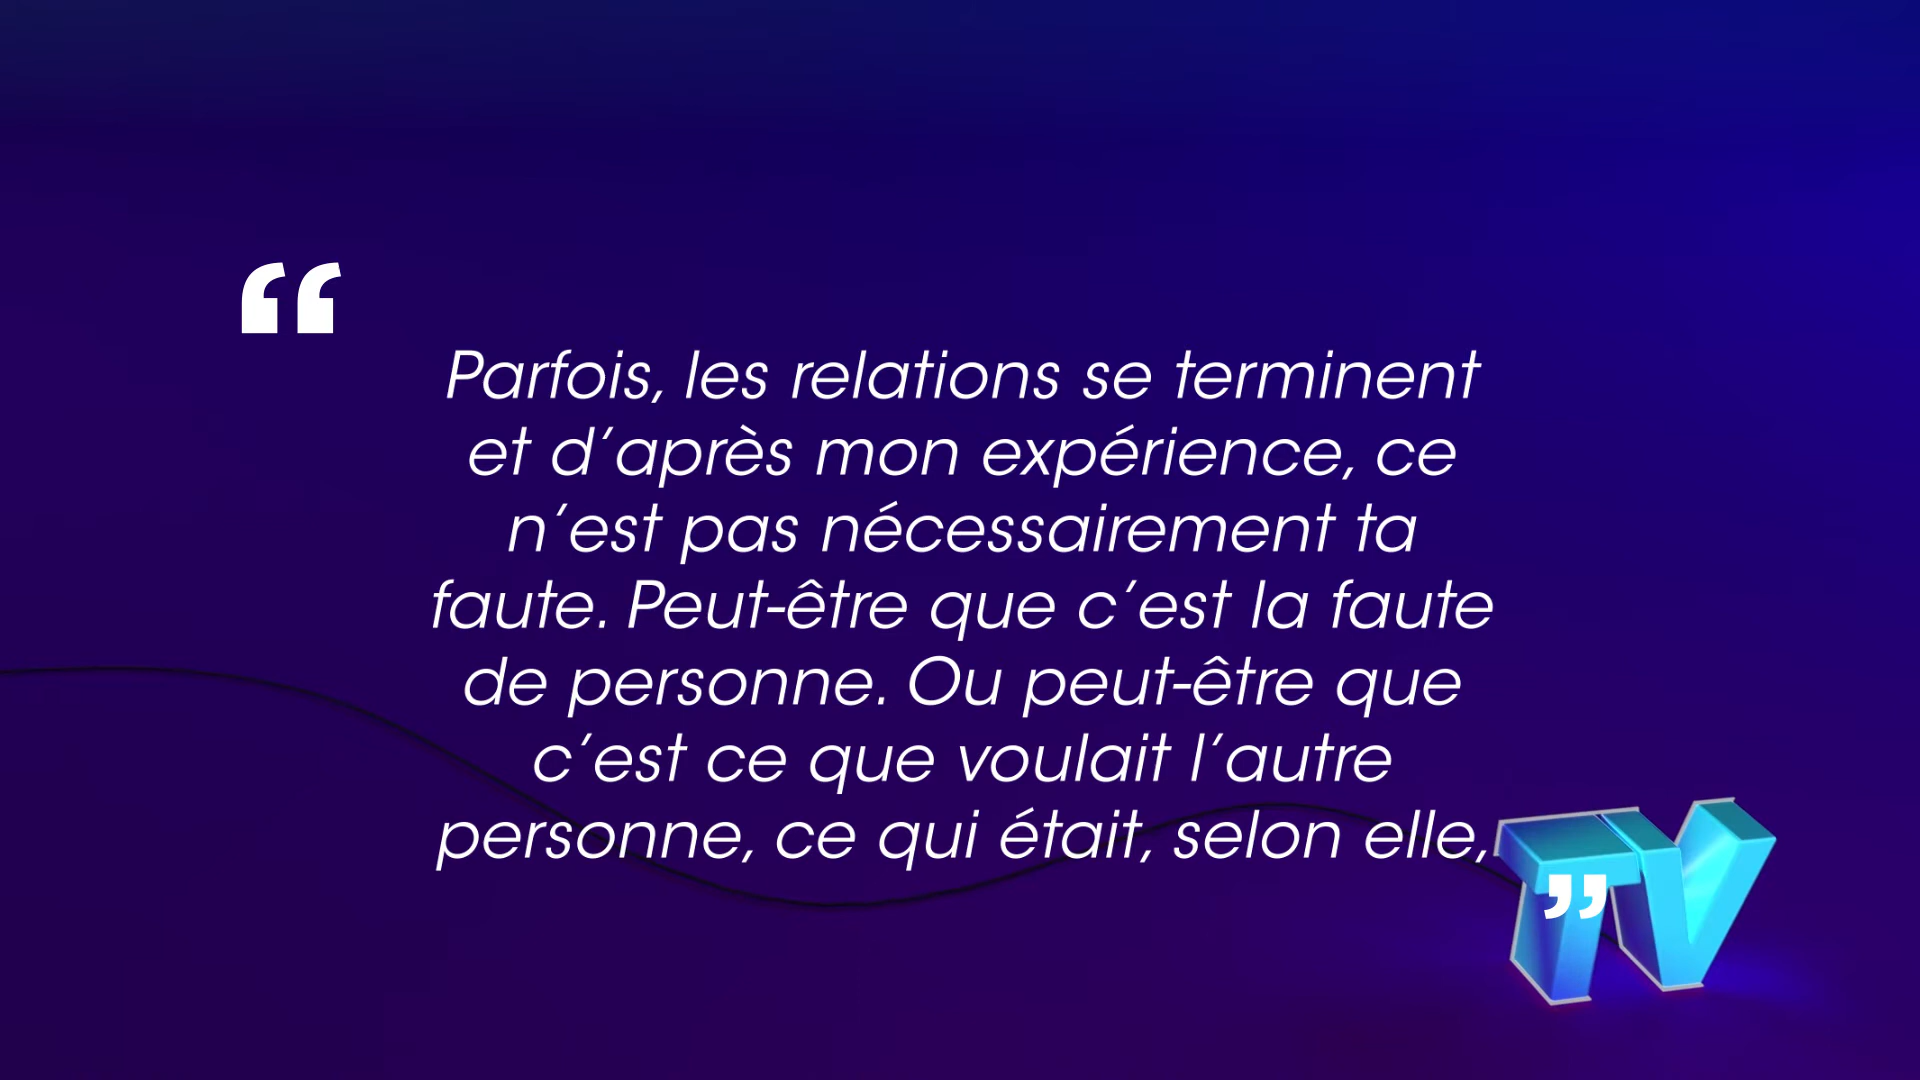 “
Parfois, les relations se terminent
et d’après mon expérience, ce
n’est pas nécessairement ta
faute. Peut-être que c’est la faute
de personne. Ou peut-être que
c’est ce que voulait l’autre
personne, ce qui était, selon elle,
”
TV